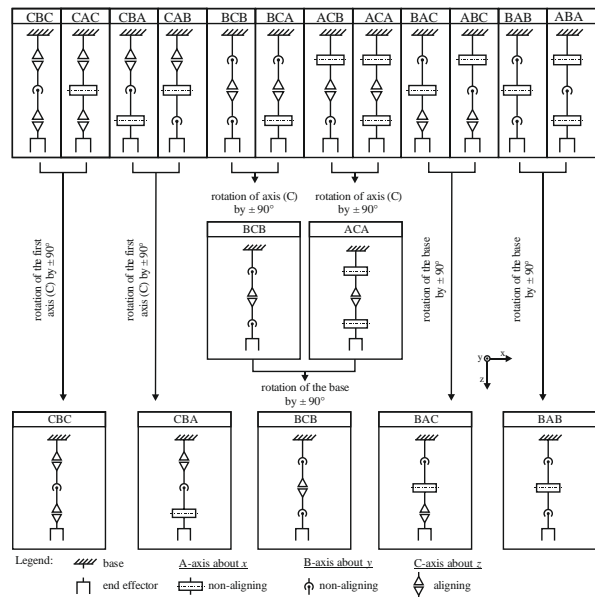 CBC CAC CBA CAB BCB BCA ACB ACA BAC ABC BAB ABA
rotation of the first
axis (C) by ± 90°
rotation of the first
axis (C) by ± 90°
rotation of axis (C)
by ± 90°
rotation of axis (C)
by ± 90°
BCB ACA
rotation of the base
by ± 90°
rotation of the base
by ± 90°
rotation of the base
by ± 90°
y x
z
CBC CBA BCB BAC BAB
Legend: base A-axis about x B-axis about y C-axis about z
end effector non-aligning non-aligning aligning